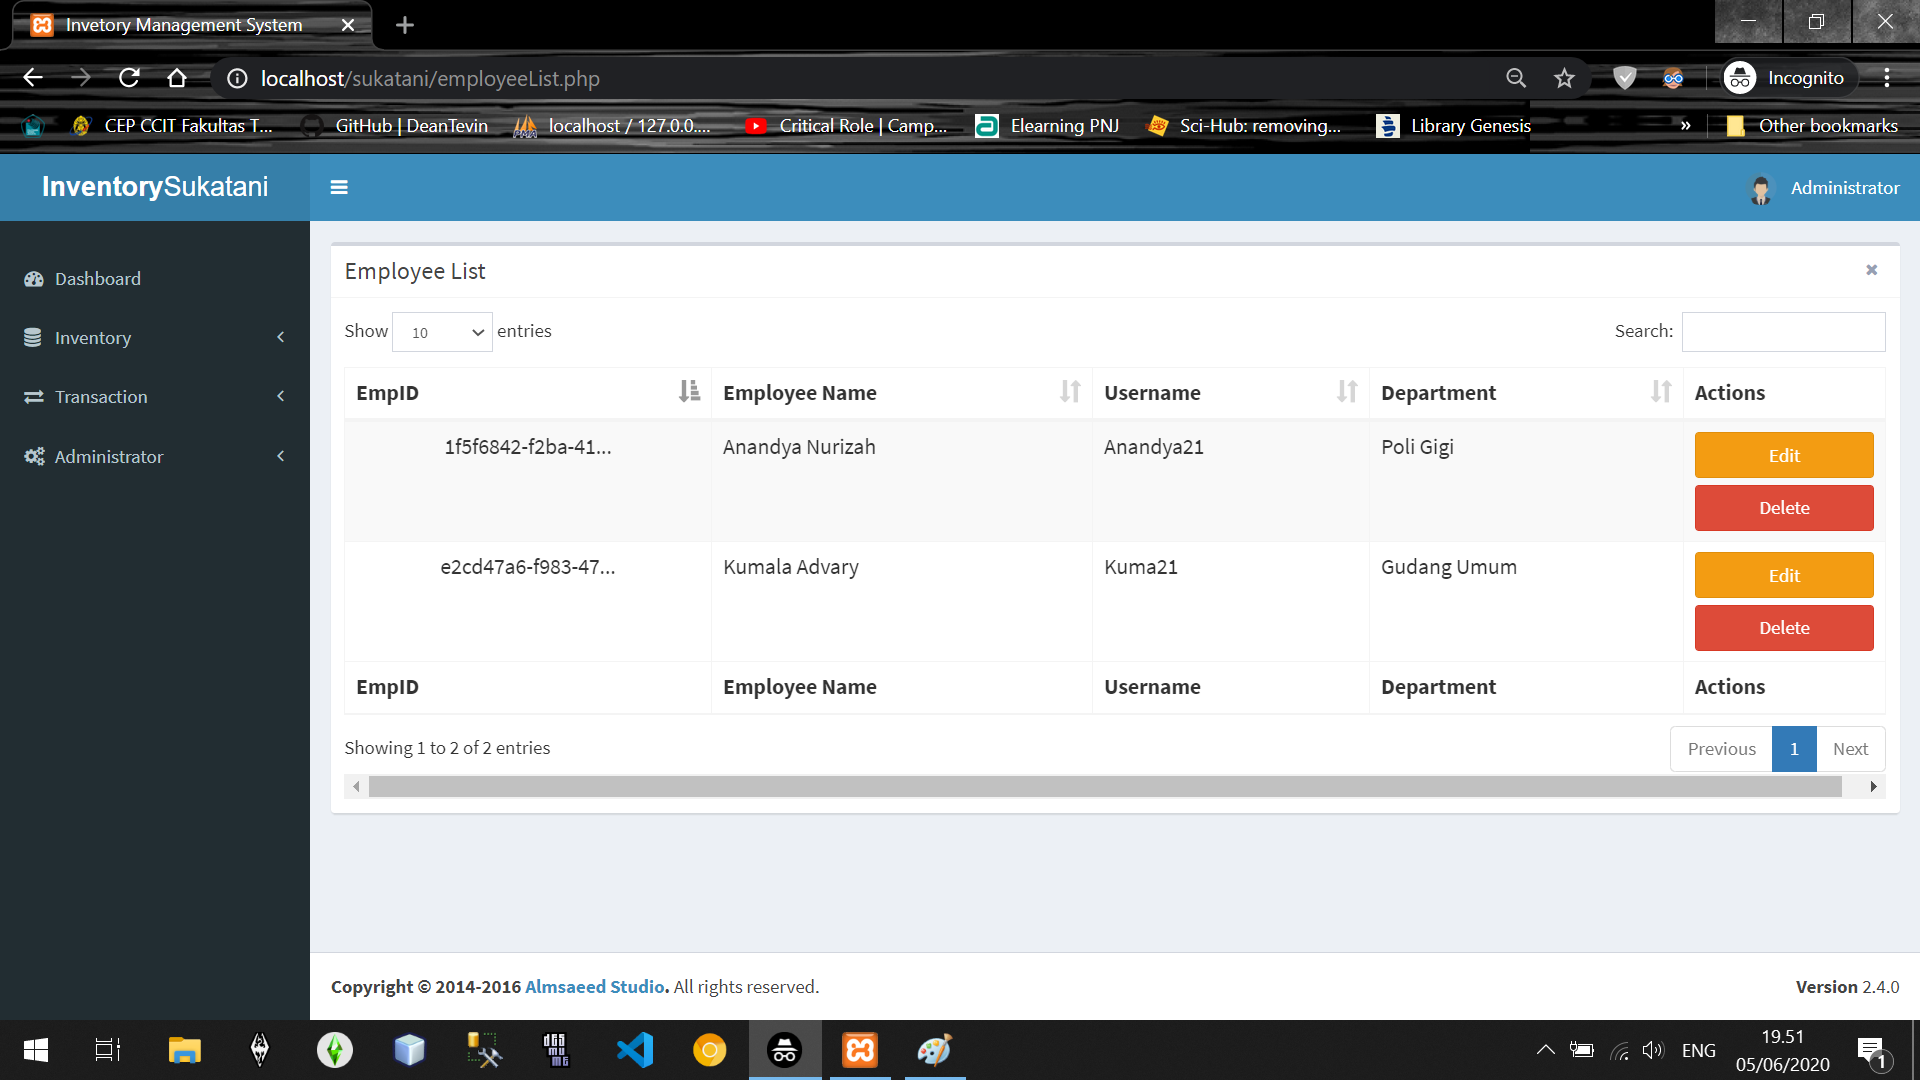 Invetory Management System
localhost/sukatani/employeeList.php
Incognito
CEP CCIT Fakultas T...
GitHub | DeanTevin
localhost / 127.0.0....
Critical Role | Camp...
Elearning PNJ
Sci-Hub: removing...
Library Genesis
»
Other bookmarks
InventorySukatani
Administrator
Dashboard
Inventory
Transaction
Administrator
Employee List
Show 10 entries
Search:
EmpID Employee Name Username Department Actions
1f5f6842-f2ba-41... Anandya Nurizah Anandya21 Poli Gigi Edit
Delete
e2cd47a6-f983-47... Kumala Advary Kuma21 Gudang Umum Edit
Delete
EmpID Employee Name Username Department Actions
Showing 1 to 2 of 2 entries
Previous 1 Next
Copyright © 2014-2016 Almsaeed Studio. All rights reserved.
Version 2.4.0
ENG
19.51
05/06/2020
1